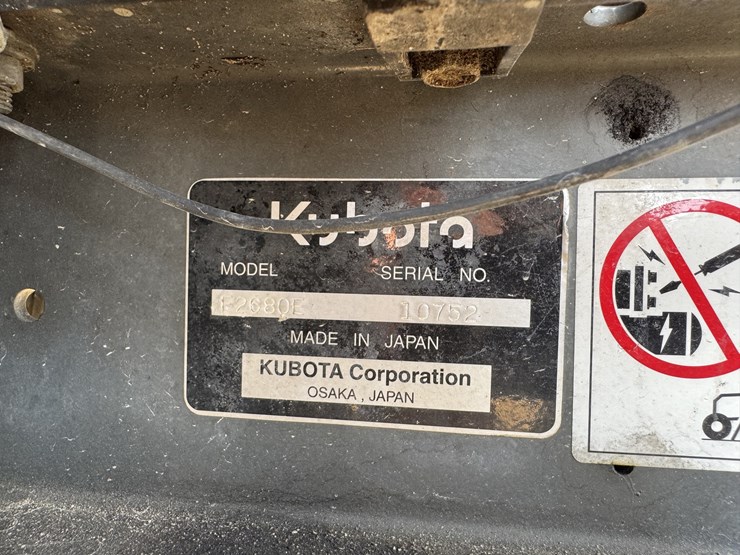 Kubota
MODEL SERIAL NO.
F2680E 10752
MADE IN JAPAN
KUBOTA Corporation
OSAKA, JAPAN